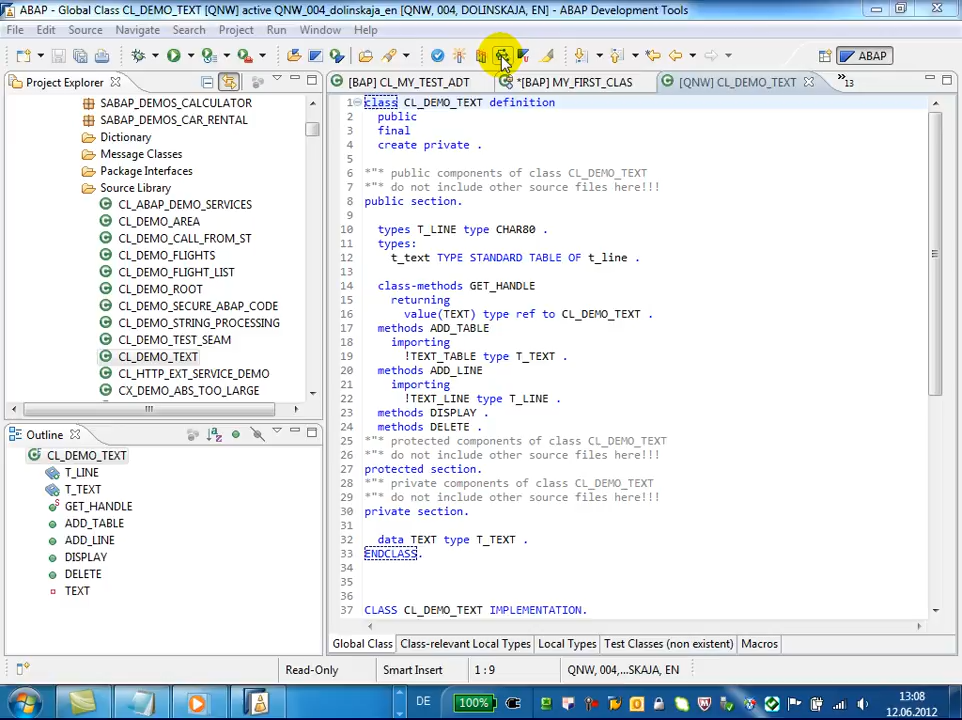 ABAP - Global Class CL_DEMO_TEXT [QNW] active QNW_004_dolinskaja_en [QNW, 004, DOLINSKAJA, EN] - ABAP Development Tools
File Edit Source Navigate Search Project Run Window Help
ABAP
Project Explorer
SABAP_DEMOS_CALCULATOR
SABAP_DEMOS_CAR_RENTAL
Dictionary
Message Classes
Package Interfaces
Source Library
CL_ABAP_DEMO_SERVICES
CL_DEMO_AREA
CL_DEMO_CALL_FROM_ST
CL_DEMO_FLIGHTS
CL_DEMO_FLIGHT_LIST
CL_DEMO_ROOT
CL_DEMO_SECURE_ABAP_CODE
CL_DEMO_STRING_PROCESSING
CL_DEMO_TEST_SEAM
CL_DEMO_TEXT
CL_HTTP_EXT_SERVICE_DEMO
CX_DEMO_ABS_TOO_LARGE
Outline
CL_DEMO_TEXT
T_LINE
T_TEXT
GET_HANDLE
ADD_TABLE
ADD_LINE
DISPLAY
DELETE
TEXT
[BAP] CL_MY_TEST_ADT *[BAP] MY_FIRST_CLAS [QNW] CL_DEMO_TEXT »13
1 class CL_DEMO_TEXT definition
2 public
3 final
4 create private .
5
6 *"* public components of class CL_DEMO_TEXT
7 *"* do not include other source files here!!!
8 public section.
9
10 types T_LINE type CHAR80 .
11 types:
12 t_text TYPE STANDARD TABLE OF t_line .
13
14 class-methods GET_HANDLE
15 returning
16 value(TEXT) type ref to CL_DEMO_TEXT .
17 methods ADD_TABLE
18 importing
19 !TEXT_TABLE type T_TEXT .
20 methods ADD_LINE
21 importing
22 !TEXT_LINE type T_LINE .
23 methods DISPLAY .
24 methods DELETE .
25 *"* protected components of class CL_DEMO_TEXT
26 *"* do not include other source files here!!!
27 protected section.
28 *"* private components of class CL_DEMO_TEXT
29 *"* do not include other source files here!!!
30 private section.
31
32 data TEXT type T_TEXT .
33 ENDCLASS.
34
35
36
37 CLASS CL_DEMO_TEXT IMPLEMENTATION.
Global Class Class-relevant Local Types Local Types Test Classes (non existent) Macros
Read-Only Smart Insert 1 : 9 QNW, 004,...SKAJA, EN
DE 100% 13:08
12.06.2012